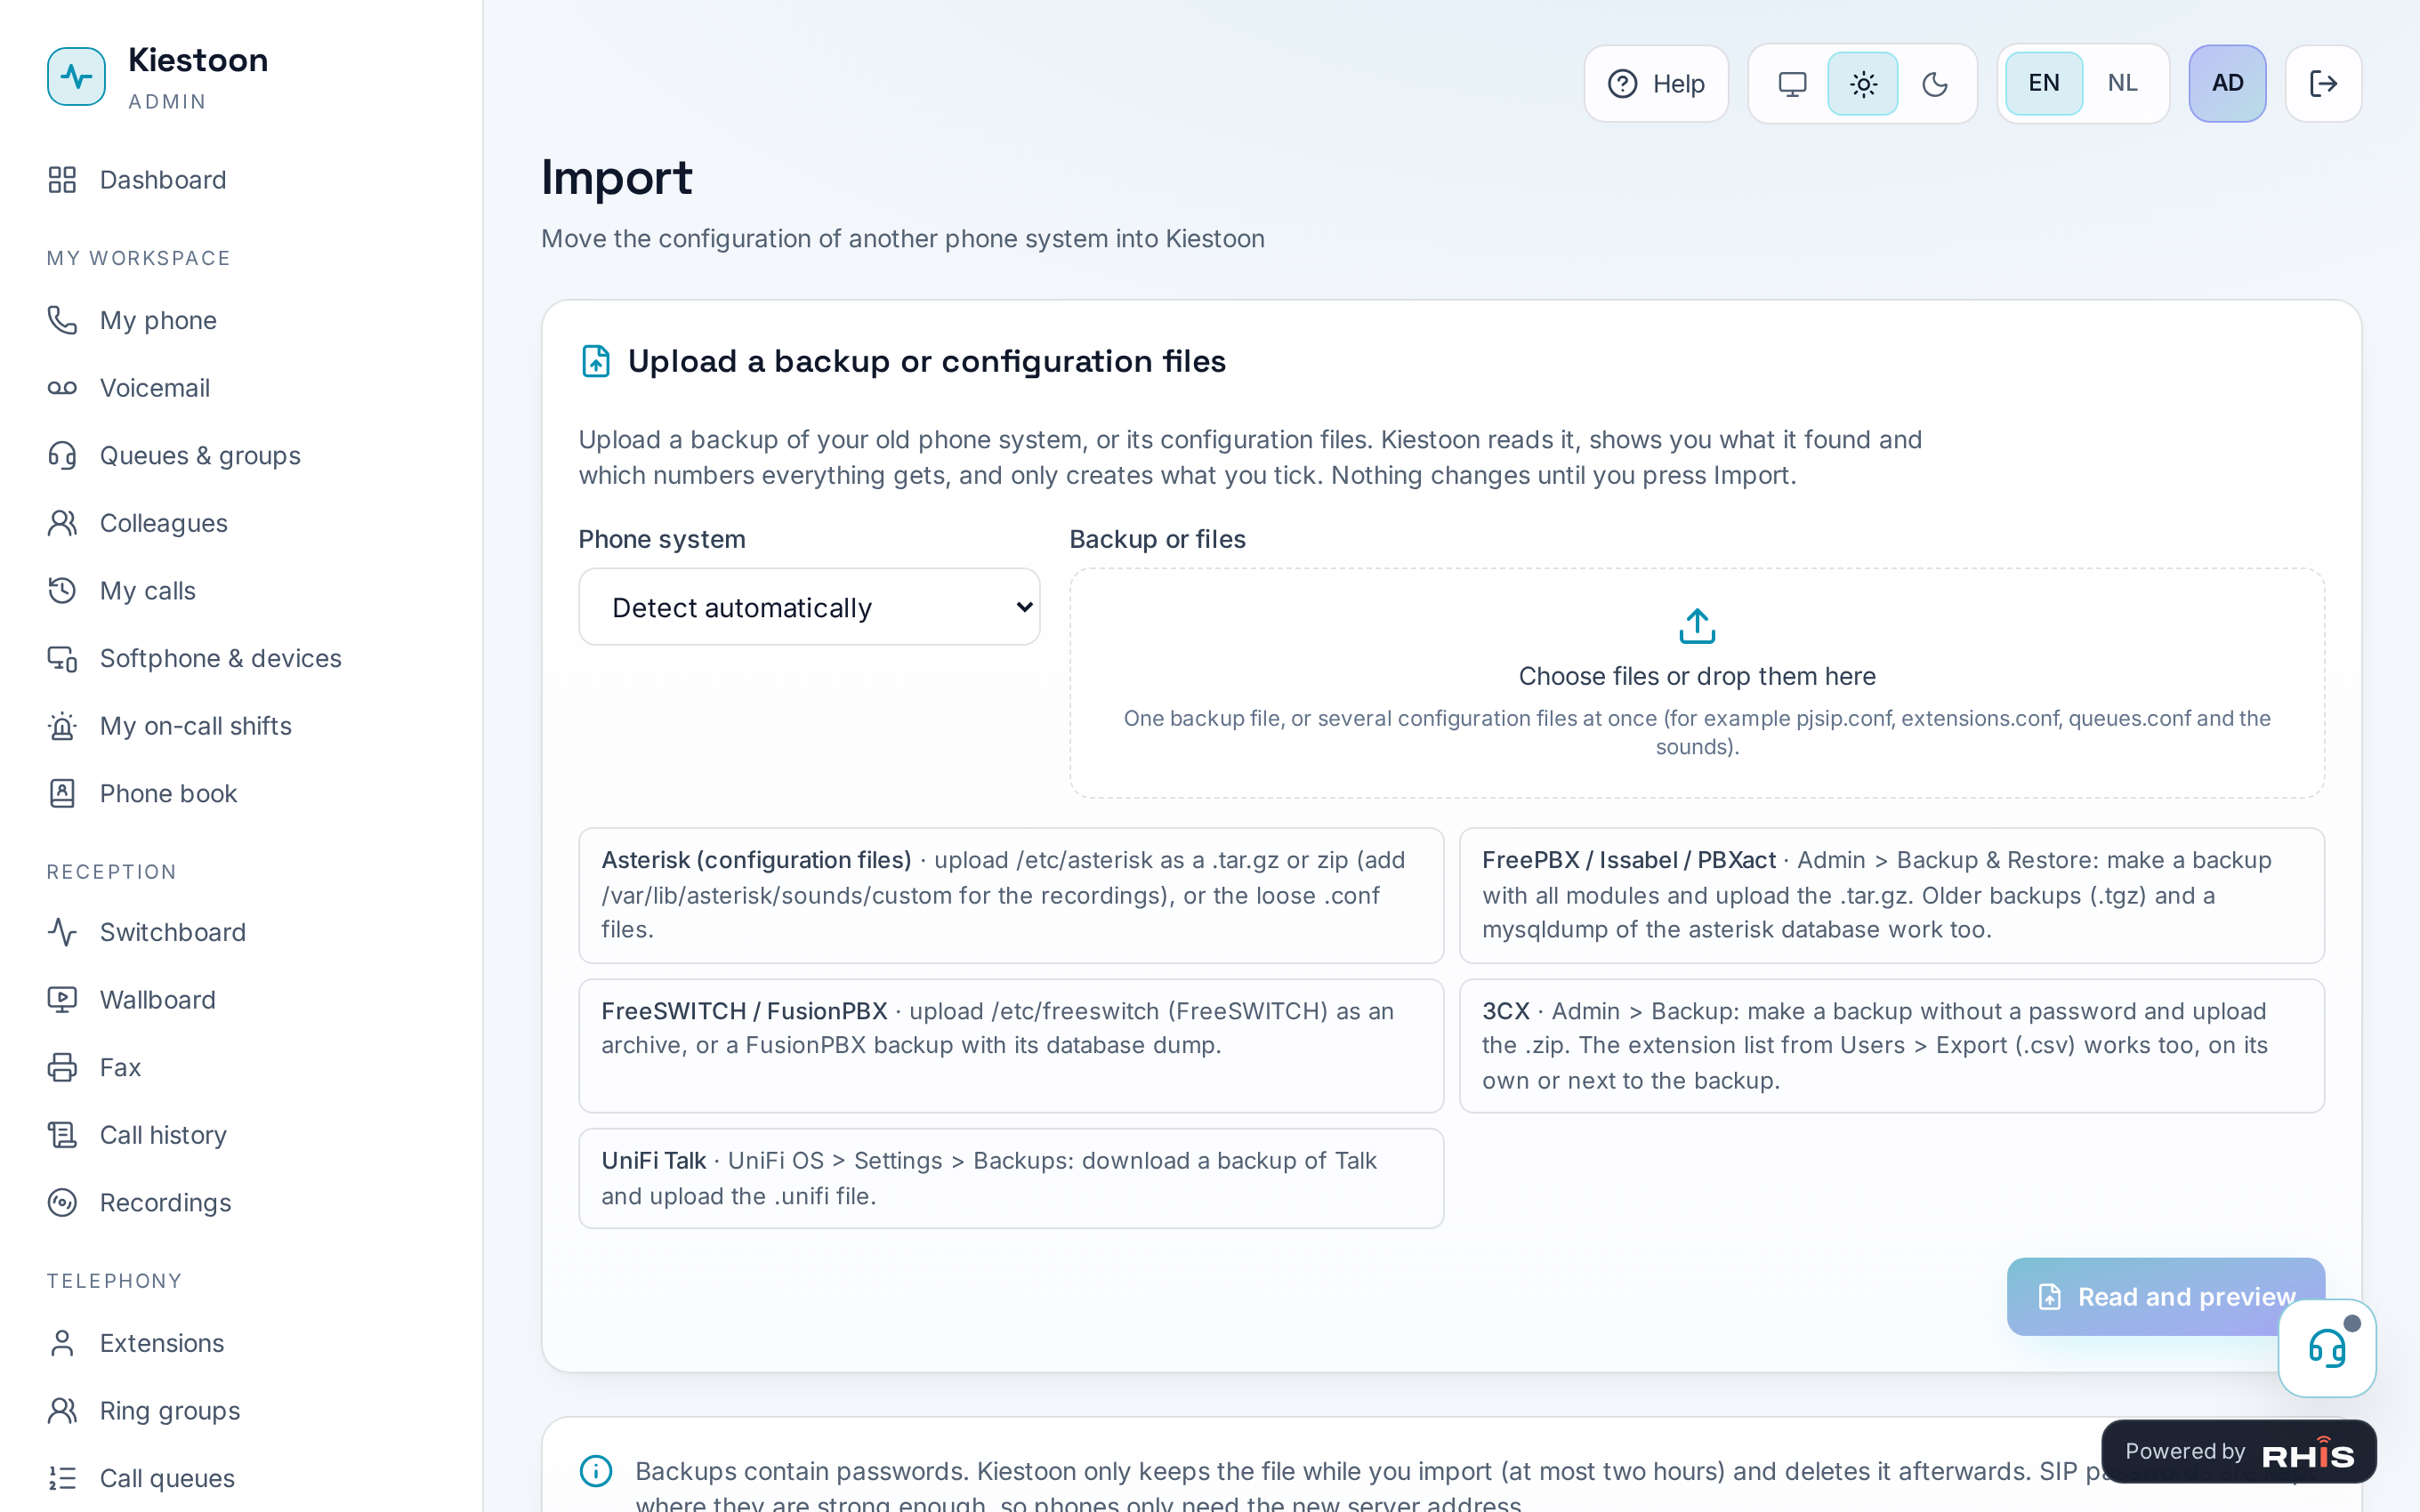 Kiestoon
ADMIN
Dashboard
MY WORKSPACE
My phone
Voicemail
Queues & groups
Colleagues
My calls
Softphone & devices
My on-call shifts
Phone book
RECEPTION
Switchboard
Wallboard
Fax
Call history
Recordings
TELEPHONY
Extensions
Ring groups
Call queues
Help
EN
NL
AD
Import
Move the configuration of another phone system into Kiestoon
Upload a backup or configuration files
Upload a backup of your old phone system, or its configuration files. Kiestoon reads it, shows you what it found and
which numbers everything gets, and only creates what you tick. Nothing changes until you press Import.
Phone system
Detect automatically
Backup or files
Choose files or drop them here
One backup file, or several configuration files at once (for example pjsip.conf, extensions.conf, queues.conf and the
sounds).
Asterisk (configuration files) · upload /etc/asterisk as a .tar.gz or zip (add
/var/lib/asterisk/sounds/custom for the recordings), or the loose .conf
files.
FreePBX / Issabel / PBXact · Admin > Backup & Restore: make a backup
with all modules and upload the .tar.gz. Older backups (.tgz) and a
mysqldump of the asterisk database work too.
FreeSWITCH / FusionPBX · upload /etc/freeswitch (FreeSWITCH) as an
archive, or a FusionPBX backup with its database dump.
3CX · Admin > Backup: make a backup without a password and upload
the .zip. The extension list from Users > Export (.csv) works too, on its
own or next to the backup.
UniFi Talk · UniFi OS > Settings > Backups: download a backup of Talk
and upload the .unifi file.
Read and preview
Backups contain passwords. Kiestoon only keeps the file while you import (at most two hours) and deletes it afterwards. SIP
where they are strong enough, so phones only need the new server address.
Powered by RHIS